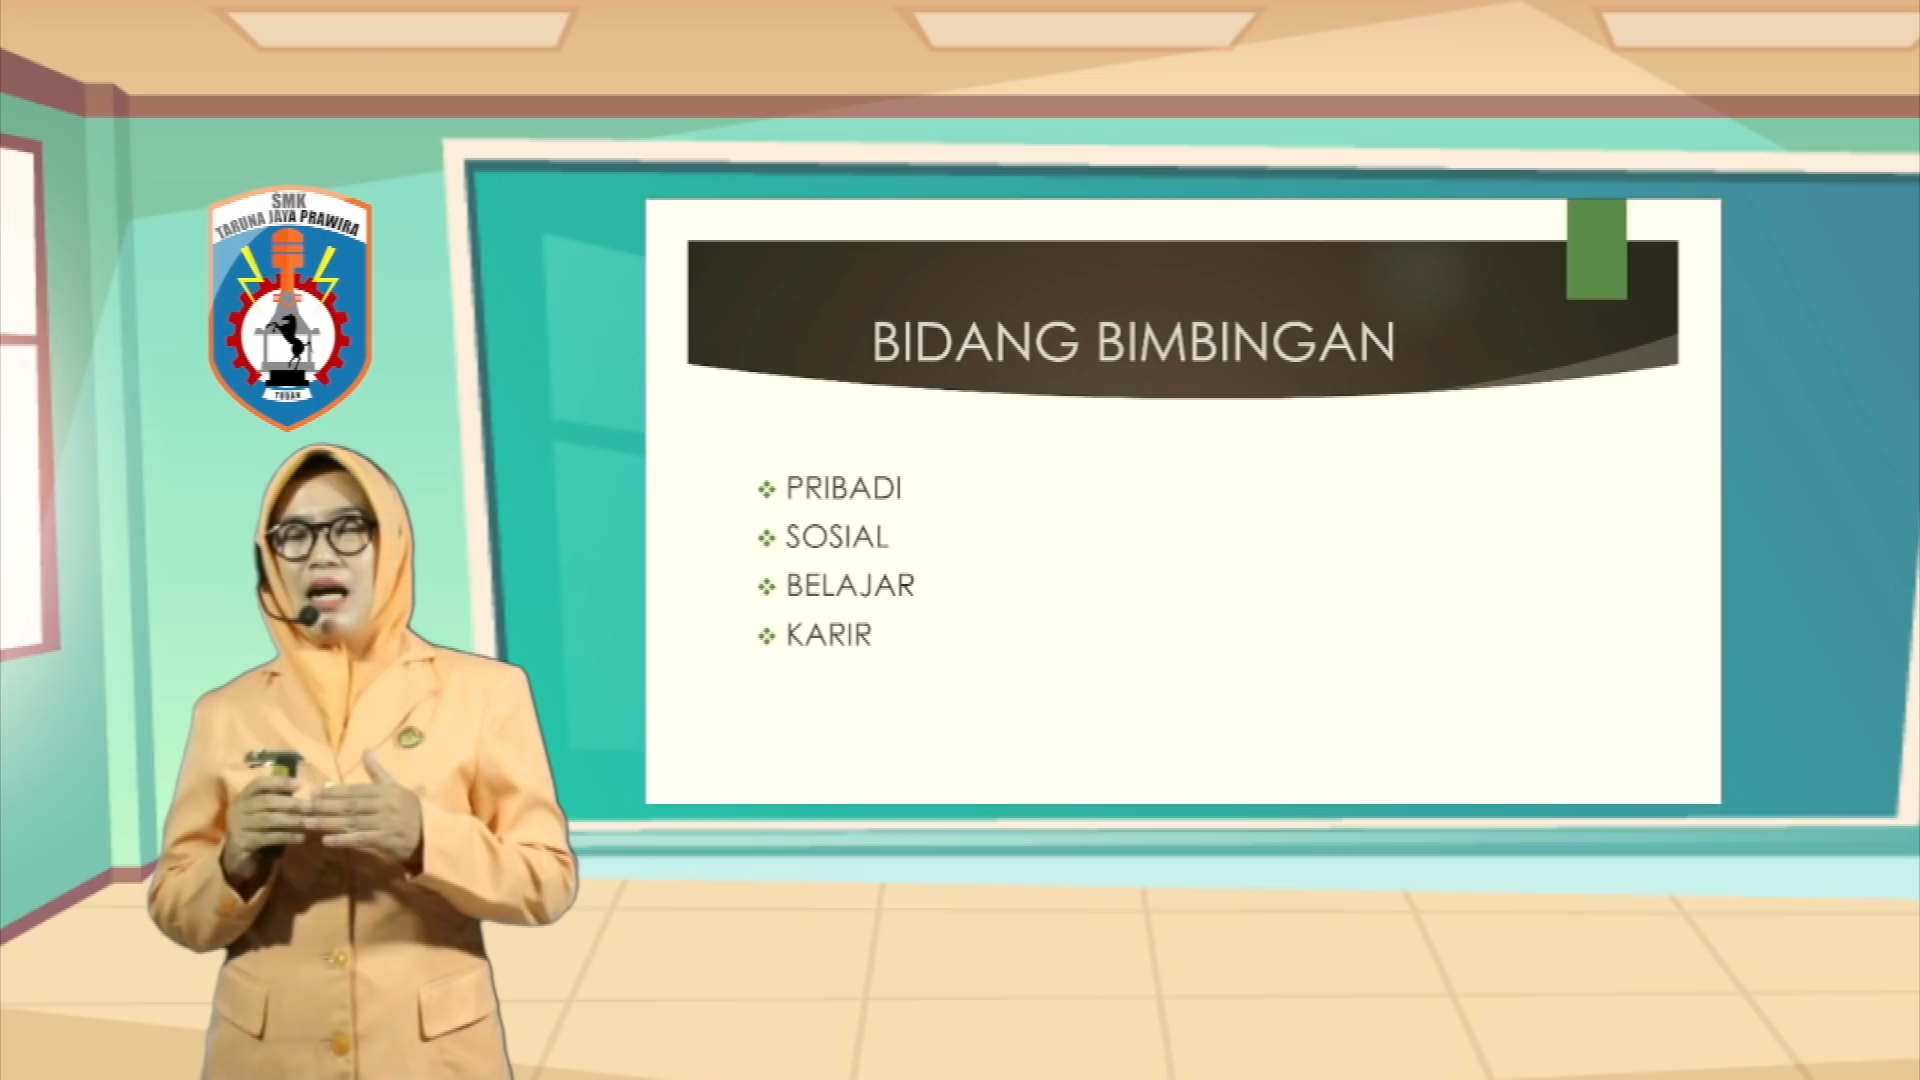 SMK
TARUNA JAYA PRAWIRA
TUBAN
BIDANG BIMBINGAN
PRIBADI
SOSIAL
BELAJAR
KARIR